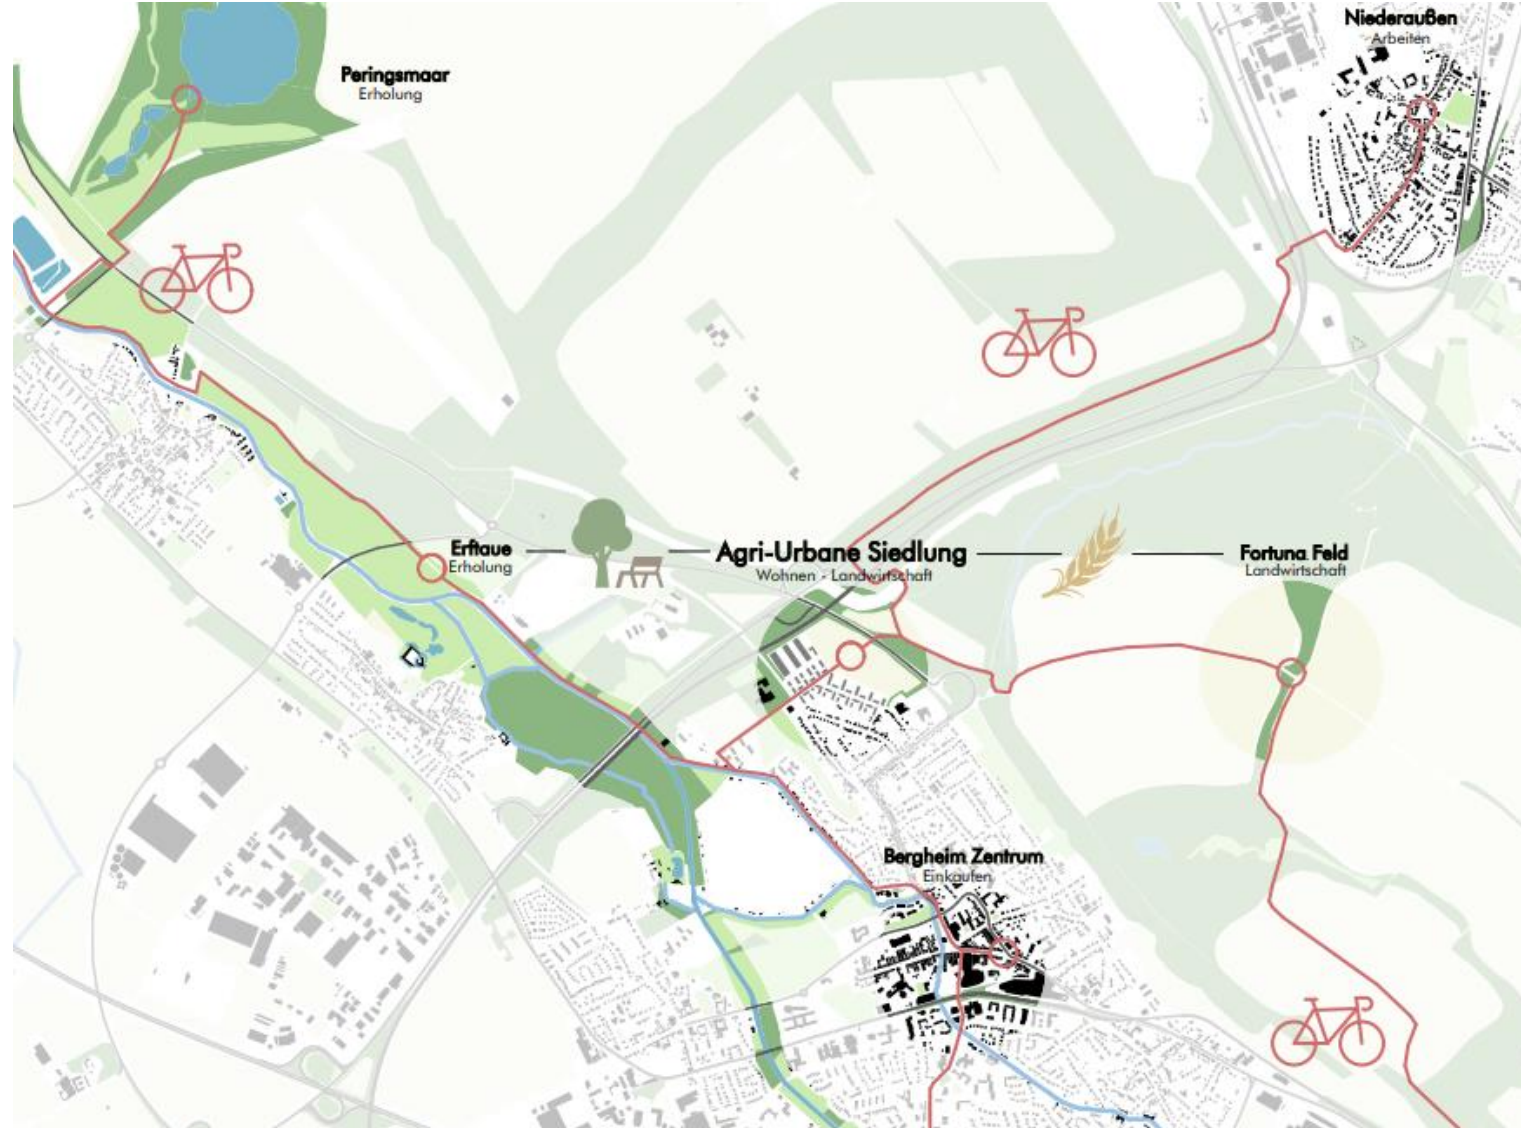 Niederaußen
Arbeiten
Peringsmaar
Erholung
Erftaue
Erholung
Agri-Urbane Siedlung
Wohnen - Landwirtschaft
Fortuna Feld
Landwirtschaft
Bergheim Zentrum
Einkaufen